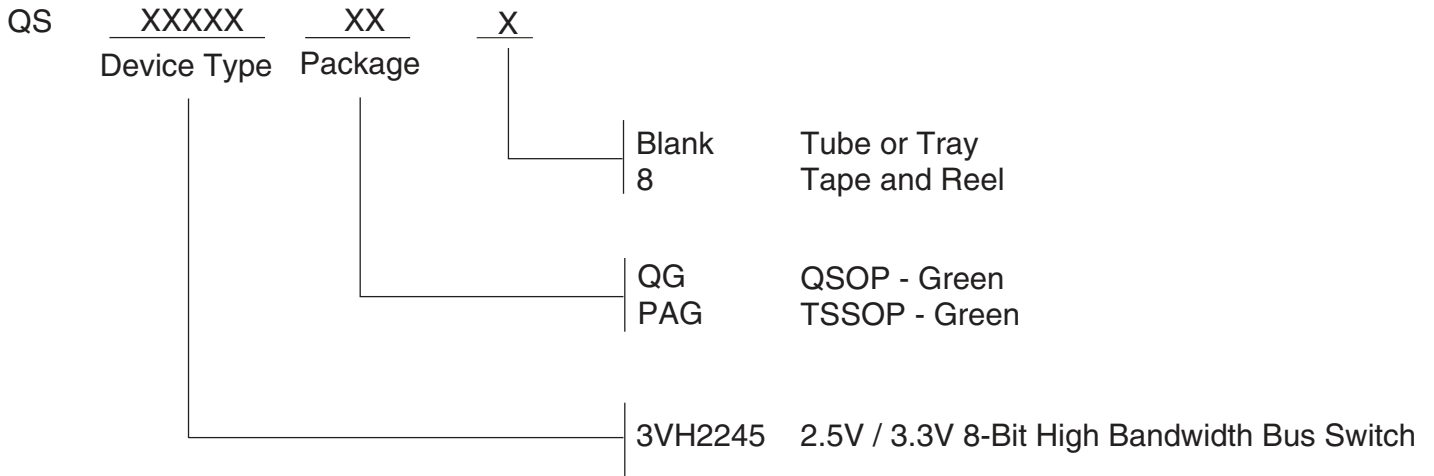 QS XXXXX XX X
Device Type Package
Blank Tube or Tray
8 Tape and Reel
QG QSOP - Green
PAG TSSOP - Green
3VH2245 2.5V / 3.3V 8-Bit High Bandwidth Bus Switch